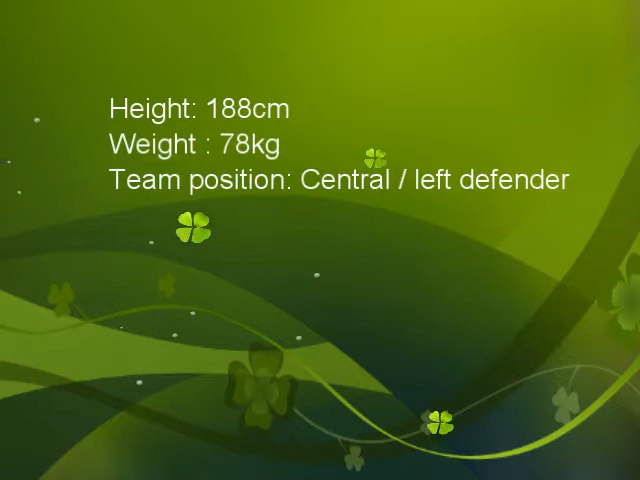 Height: 188cm
Weight : 78kg
Team position: Central / left defender